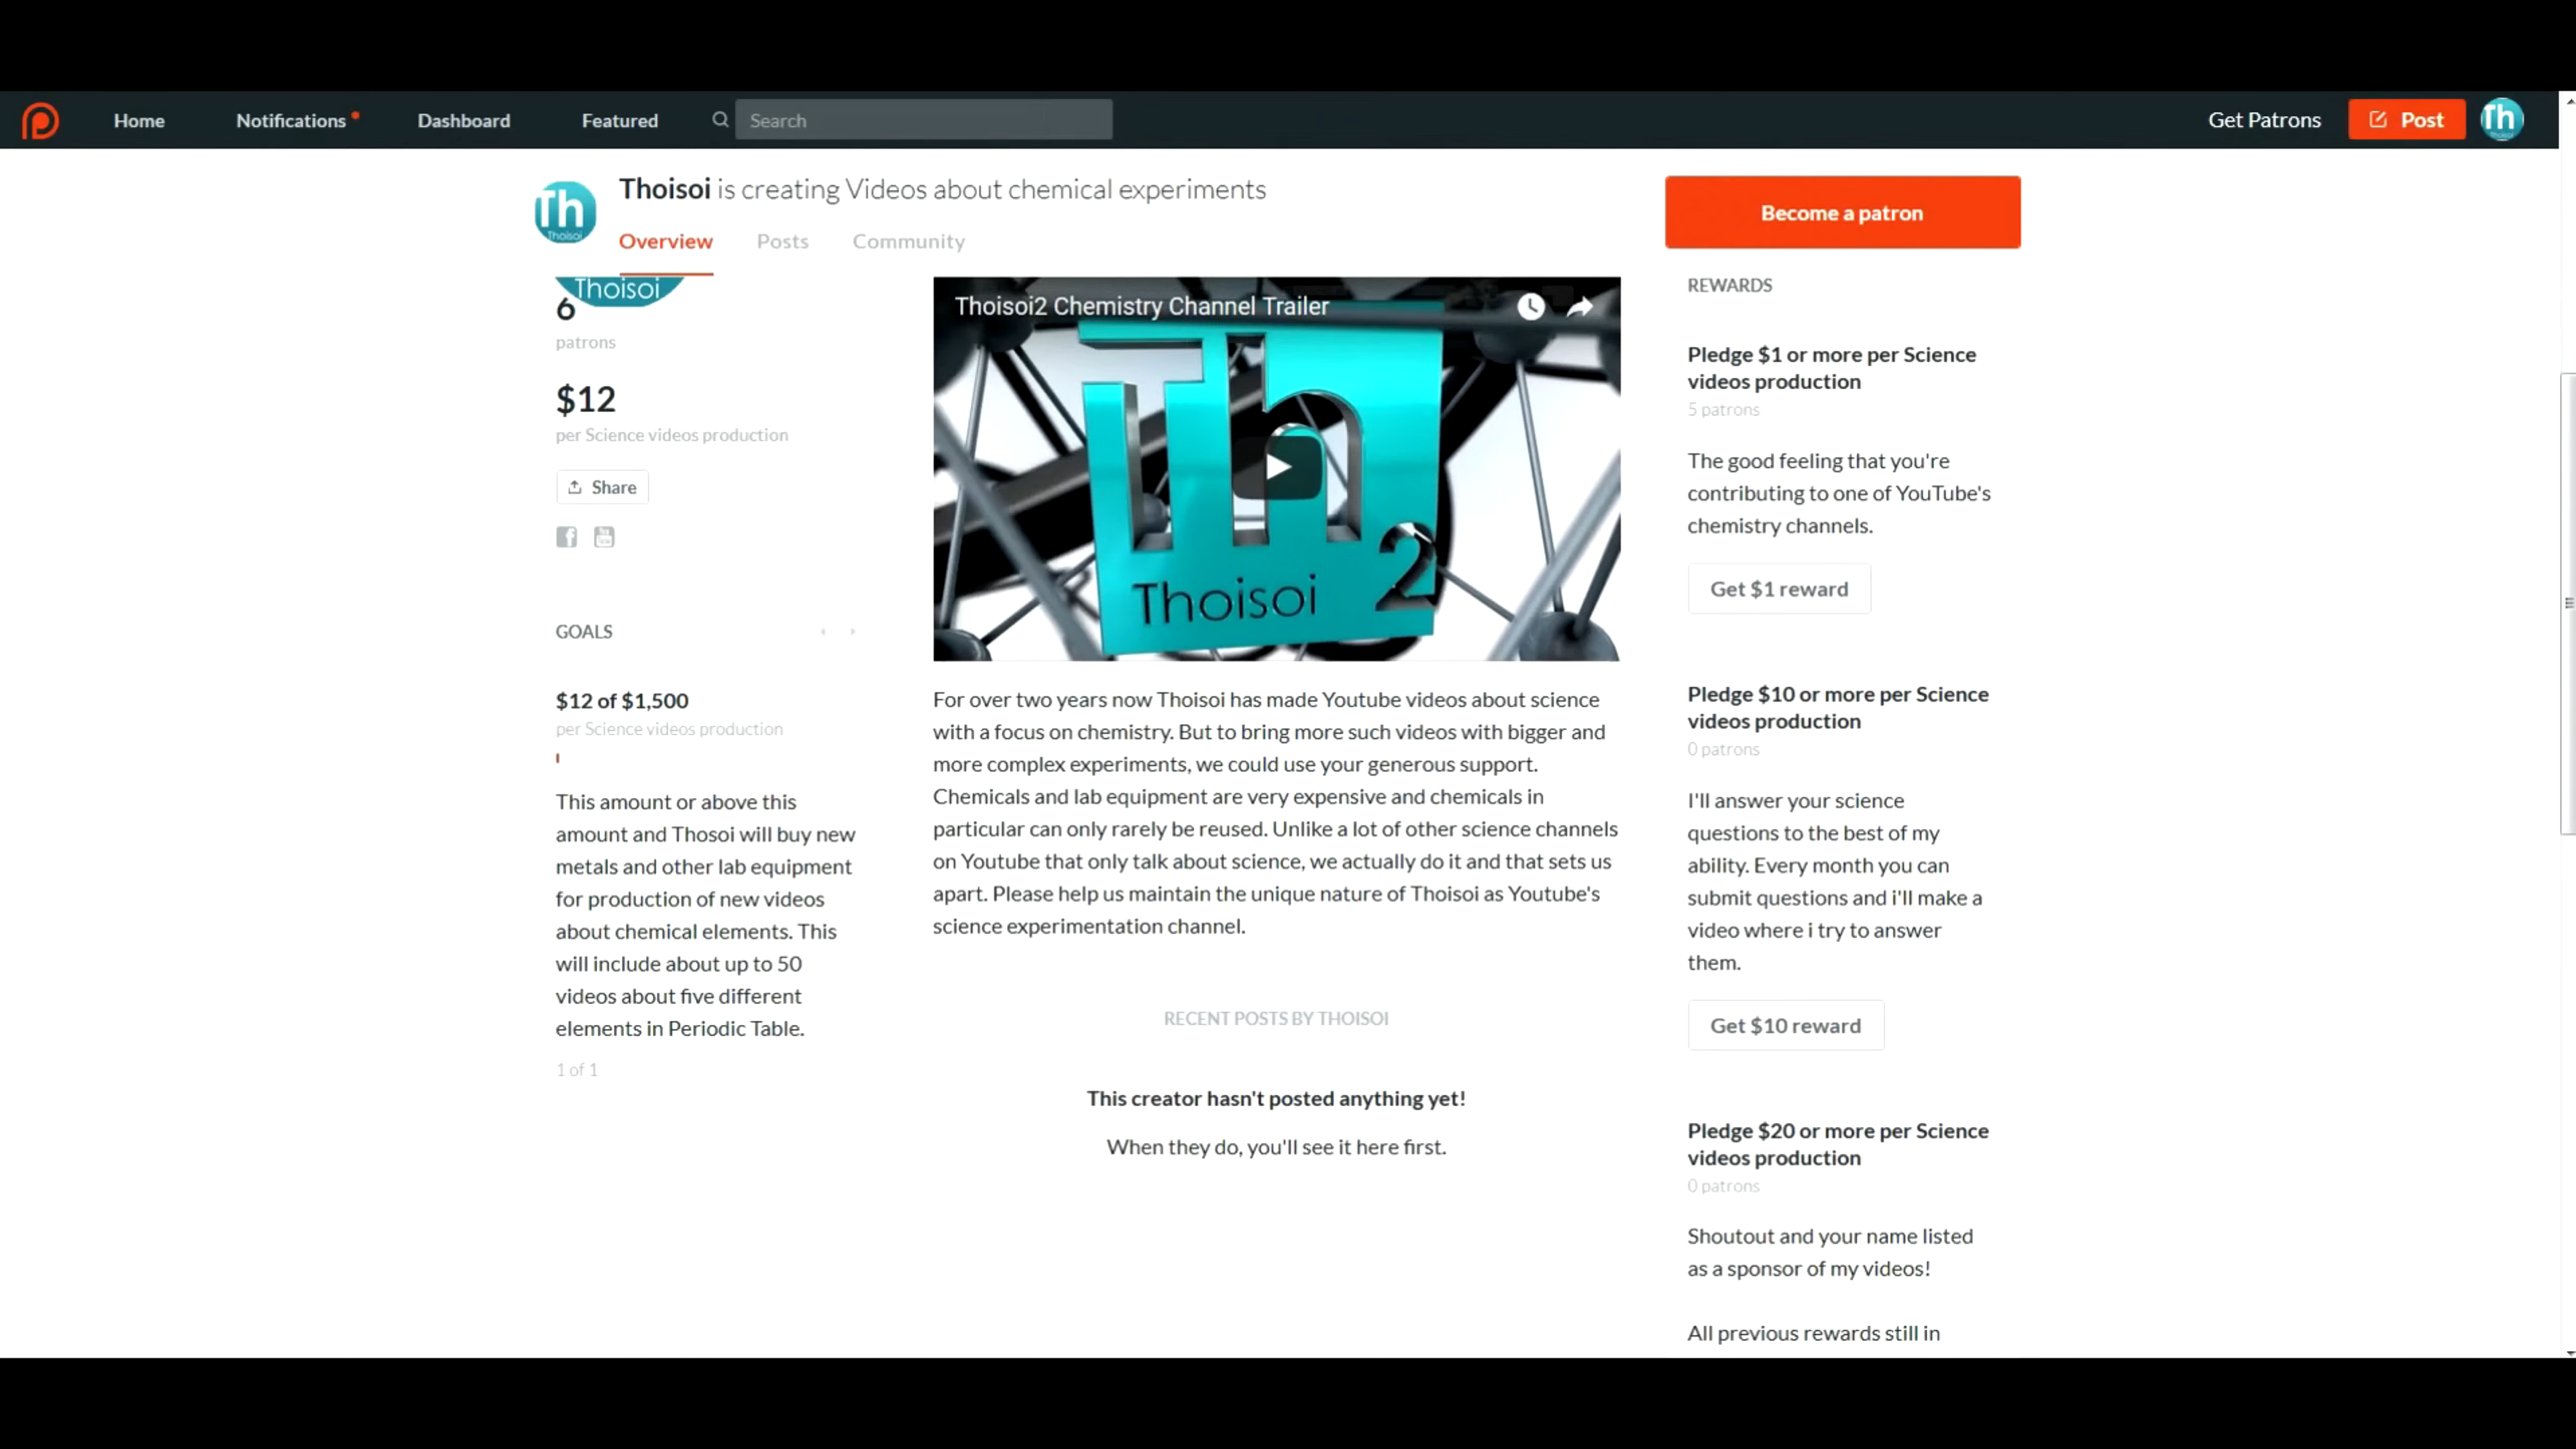 Home Notifications Dashboard Featured Search Get Patrons Post Th
Thoisoi
Th
Thoisoi
Thoisoi is creating Videos about chemical experiments
Overview Posts Community
Become a patron
Thoisoi
6
patrons
$12
per Science videos production
Share
GOALS
$12 of $1,500
per Science videos production
This amount or above this
amount and Thosoi will buy new
metals and other lab equipment
for production of new videos
about chemical elements. This
will include about up to 50
videos about five different
elements in Periodic Table.
1 of 1
Thoisoi2 Chemistry Channel Trailer
Th
Thoisoi 2
For over two years now Thoisoi has made Youtube videos about science
with a focus on chemistry. But to bring more such videos with bigger and
more complex experiments, we could use your generous support.
Chemicals and lab equipment are very expensive and chemicals in
particular can only rarely be reused. Unlike a lot of other science channels
on Youtube that only talk about science, we actually do it and that sets us
apart. Please help us maintain the unique nature of Thoisoi as Youtube's
science experimentation channel.
RECENT POSTS BY THOISOI
This creator hasn't posted anything yet!
When they do, you'll see it here first.
REWARDS
Pledge $1 or more per Science
videos production
5 patrons
The good feeling that you're
contributing to one of YouTube's
chemistry channels.
Get $1 reward
Pledge $10 or more per Science
videos production
0 patrons
I'll answer your science
questions to the best of my
ability. Every month you can
submit questions and i'll make a
video where i try to answer
them.
Get $10 reward
Pledge $20 or more per Science
videos production
0 patrons
Shoutout and your name listed
as a sponsor of my videos!
All previous rewards still in